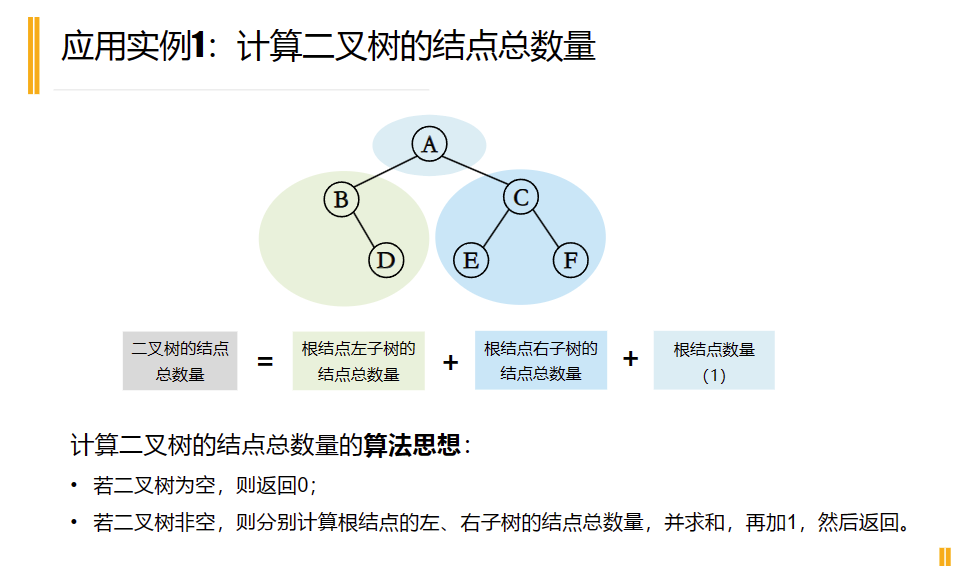 应用实例1：计算二叉树的结点总数量
A
B
C
D
E
F
二叉树的结点
总数量
=
根结点左子树的
结点总数量
+
根结点右子树的
结点总数量
+
根结点数量
（1）
计算二叉树的结点总数量的算法思想：
• 若二叉树为空，则返回0；
• 若二叉树非空，则分别计算根结点的左、右子树的结点总数量，并求和，再加1，然后返回。